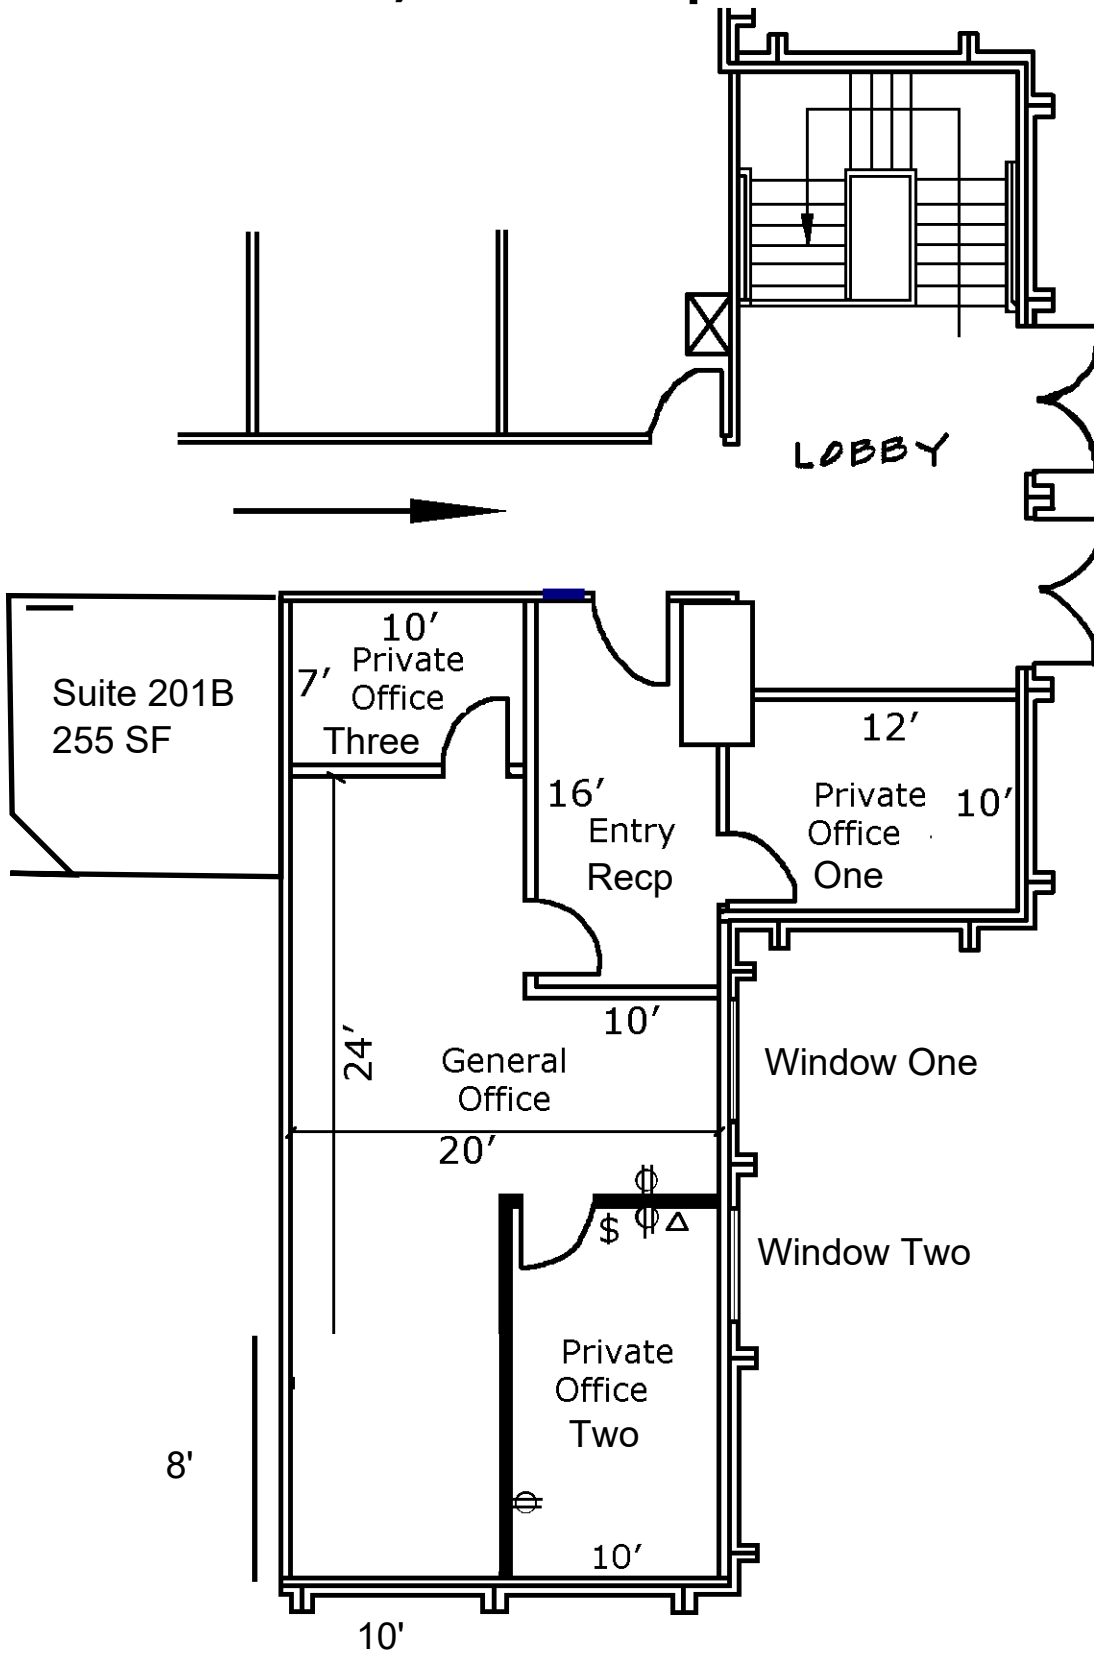 LOBBY
Suite 201B
255 SF
10′
7′
Private
Office
Three
16′
Entry
Recp
12′
Private
Office
One
10′
10′
24′
General
Office
20′
Window One
$
Window Two
Private
Office
Two
8'
10′
10'